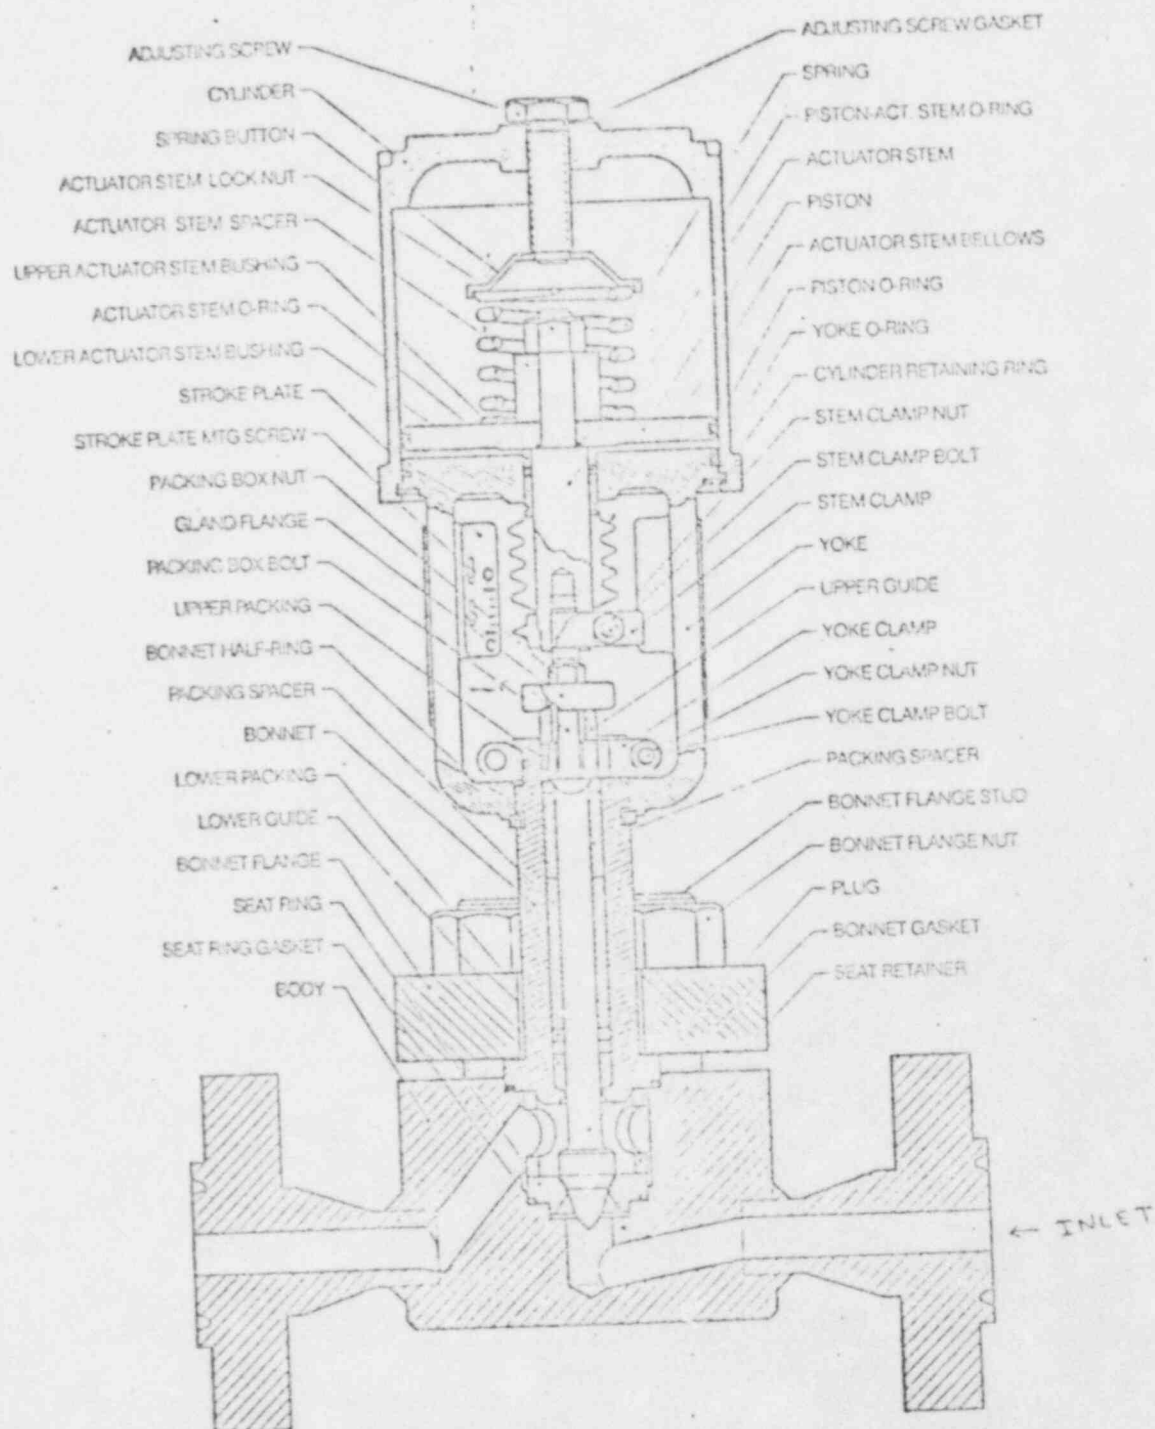 ADJUSTING SCREW
CYLINDER
SPRING BUTTON
ACTUATOR STEM LOCK NUT
ACTUATOR STEM SPACER
UPPER ACTUATOR STEM BUSHING
ACTUATOR STEM O-RING
LOWER ACTUATOR STEM BUSHING
STROKE PLATE
STROKE PLATE MTG SCREW
PACKING BOX NUT
GLAND FLANGE
PACKING BOX BOLT
UPPER PACKING
BONNET HALF-RING
PACKING SPACER
BONNET
LOWER PACKING
LOWER GUIDE
BONNET FLANGE
SEAT RING
SEAT RING GASKET
BODY
ADJUSTING SCREW GASKET
SPRING
PISTON-ACT. STEM O-RING
ACTUATOR STEM
PISTON
ACTUATOR STEM BELLOWS
PISTON O-RING
YOKE O-RING
CYLINDER RETAINING RING
STEM CLAMP NUT
STEM CLAMP BOLT
STEM CLAMP
YOKE
UPPER GUIDE
YOKE CLAMP
YOKE CLAMP NUT
YOKE CLAMP BOLT
PACKING SPACER
BONNET FLANGE STUD
BONNET FLANGE NUT
PLUG
BONNET GASKET
SEAT RETAINER
← INLET